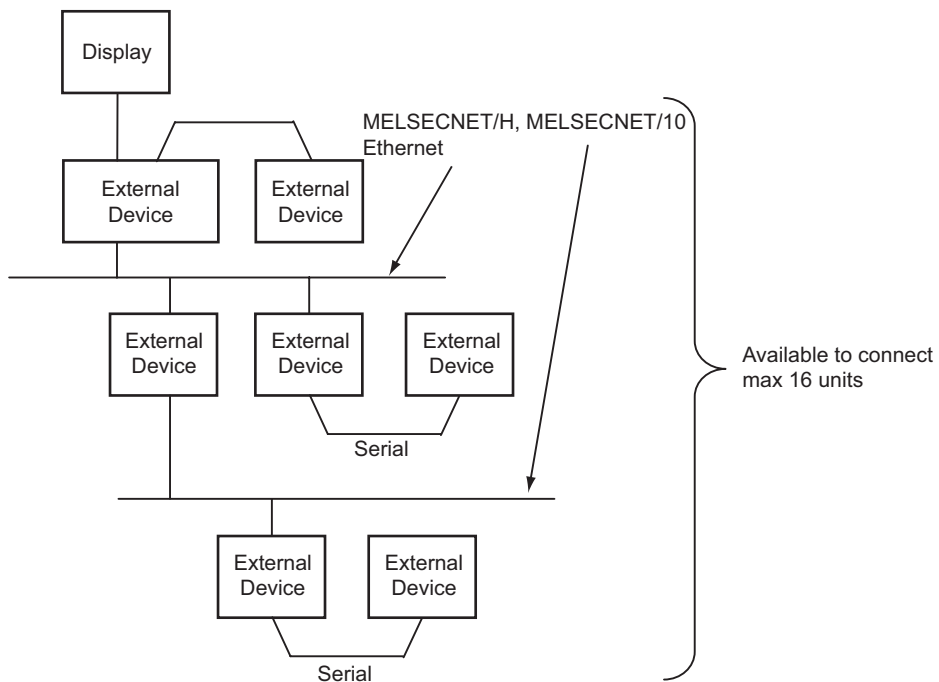 Display
MELSECNET/H, MELSECNET/10
Ethernet
External
Device
External
Device
External
Device
External
Device
External
Device
Available to connect
max 16 units
Serial
External
Device
External
Device
Serial